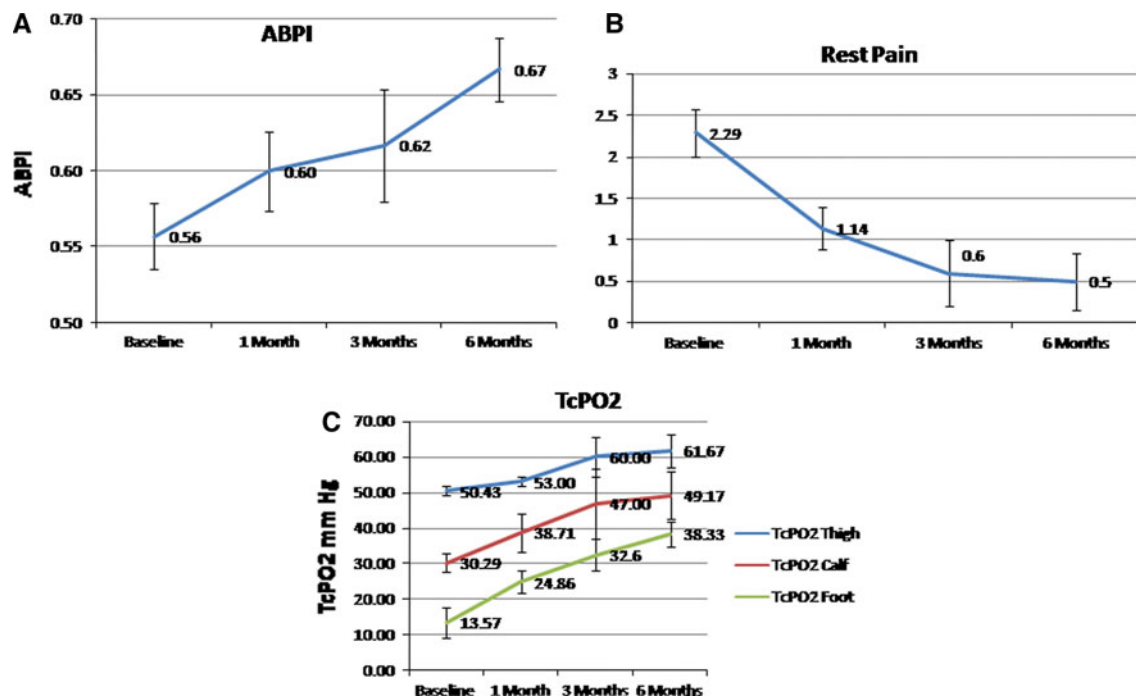 A
ABPI
0.70
0.65
0.60
0.55
0.50
ABPI
0.56
0.60
0.62
0.67
Baseline
1 Month
3 Months
6 Months
B
Rest Pain
3
2.5
2
1.5
1
0.5
0
2.29
1.14
0.6
0.5
Baseline
1 Month
3 Months
6 Months
C
TcPO2
70.00
60.00
50.00
40.00
30.00
20.00
10.00
0.00
TcPO2 mm Hg
50.43
53.00
60.00
61.67
30.29
38.71
47.00
49.17
13.57
24.86
32.6
38.33
Baseline
1 Month
3 Months
6 Months
TcPO2 Thigh
TcPO2 Calf
TcPO2 Foot